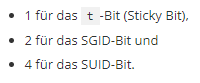 • 1 für das t -Bit (Sticky Bit),
• 2 für das SGID-Bit und
• 4 für das SUID-Bit.